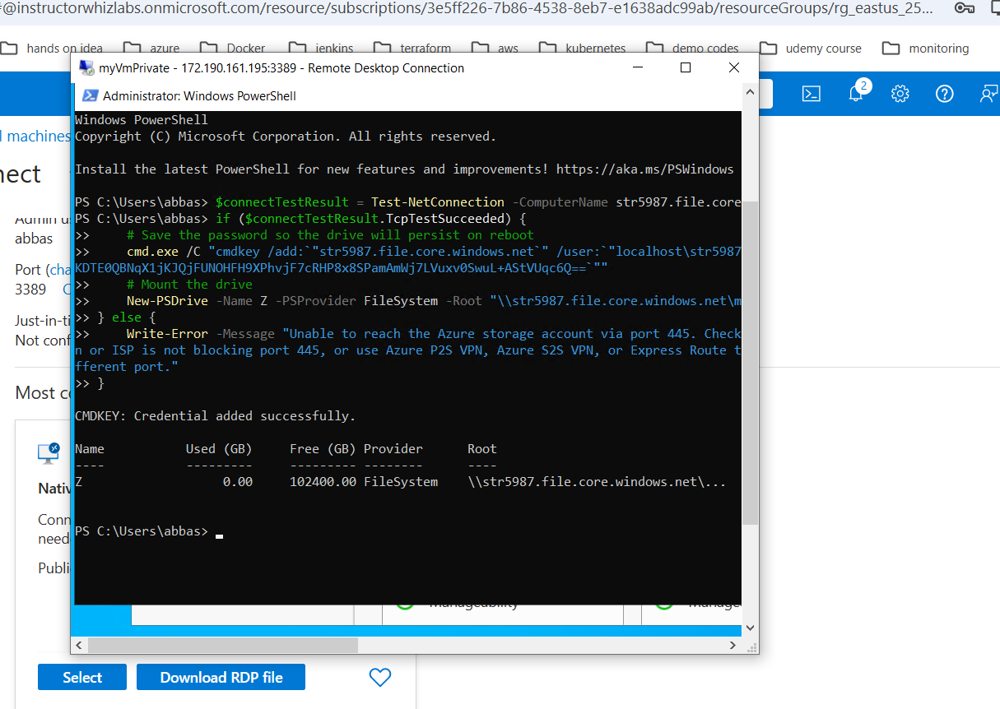 #@instructorwhizlabs.onmicrosoft.com/resource/subscriptions/3e5ff226-7b86-4538-8eb7-e1638adc99ab/resourceGroups/rg_eastus_25...
hands on idea azure Docker jenkins terraform aws kubernetes demo codes udemy course monitoring
myVmPrivate - 172.190.161.195:3389 - Remote Desktop Connection
2
Administrator: Windows PowerShell
l machines
nect
Admin us
abbas
Port (cha
3389 C
Just-in-ti
Not conf
Most co
Windows PowerShell
Copyright (C) Microsoft Corporation. All rights reserved.
Install the latest PowerShell for new features and improvements! https://aka.ms/PSWindows
PS C:\Users\abbas> $connectTestResult = Test-NetConnection -ComputerName str5987.file.core
PS C:\Users\abbas> if ($connectTestResult.TcpTestSucceeded) {
>>     # Save the password so the drive will persist on reboot
>>     cmd.exe /C "cmdkey /add:`"str5987.file.core.windows.net`" /user:`"localhost\str5987
KDTE0QBNqX1jKJQjFUNOHFH9XPhvjF7cRHP8x8SPamAmWj7LVuxv0SwuL+AStVUqc6Q==`""
>>     # Mount the drive
>>     New-PSDrive -Name Z -PSProvider FileSystem -Root "\\str5987.file.core.windows.net\m
>> } else {
>>     Write-Error -Message "Unable to reach the Azure storage account via port 445. Check
n or ISP is not blocking port 445, or use Azure P2S VPN, Azure S2S VPN, or Express Route t
fferent port."
>> }
CMDKEY: Credential added successfully.
Name           Used (GB)     Free (GB) Provider      Root
----           ---------     --------- --------      ----
Z                   0.00     102400.00 FileSystem    \\str5987.file.core.windows.net\...
PS C:\Users\abbas>
Nativ
Conn
need
Publi
Manageability
Manage
Select
Download RDP file